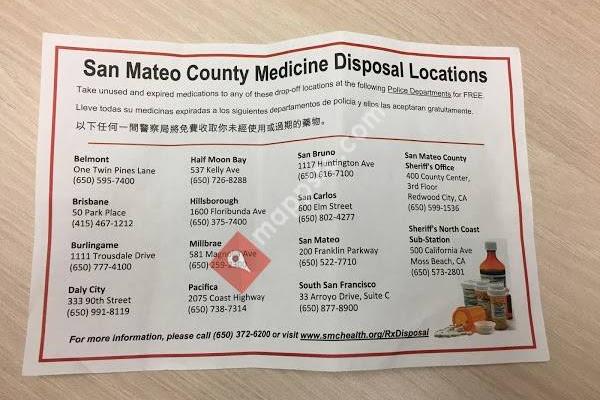 San Mateo County Medicine Disposal Locations
Take unused and expired medications to any of these drop-off locations at the following Police Departments for FREE.
Lleve todas su medicinas expiradas a los siguientes departamentos de policia y ellos las aceptaran gratuitamente.
以下任何一間警察局將免費收取你未經使用或過期的藥物。
Belmont
One Twin Pines Lane
(650) 595-7400
Brisbane
50 Park Place
(415) 467-1212
Burlingame
1111 Trousdale Drive
(650) 777-4100
Daly City
333 90th Street
(650) 991-8119
Half Moon Bay
537 Kelly Ave
(650) 726-8288
Hillsborough
1600 Floribunda Ave
(650) 375-7400
Millbrae
581 Ave
(650)
Pacifica
2075 Coast Highway
(650) 738-7314
San Bruno
1117 Huntington Ave
(650) 616-7100
San Carlos
600 Elm Street
(650) 802-4277
San Mateo
200 Franklin Parkway
(650) 522-7710
South San Francisco
33 Arroyo Drive, Suite C
(650) 877-8900
San Mateo County
Sheriff's Office
400 County Center,
3rd Floor
Redwood City, CA
(650) 599-1536
Sheriff's North Coast
Sub-Station
500 California Ave
Moss Beach, CA
(650) 573-2801
For more information, please call (650) 372-6200 or visit www.smchealth.org/RxDisposal